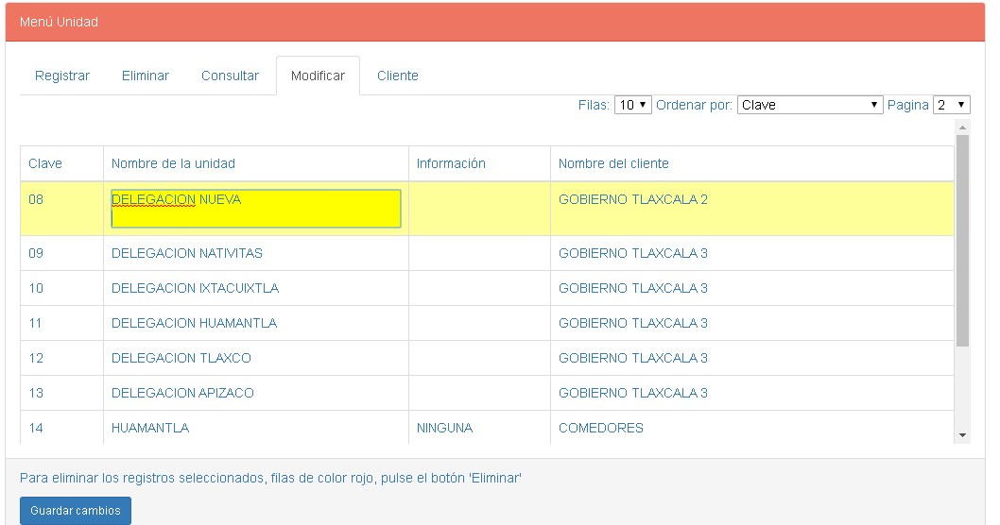 Menú Unidad
Registrar Eliminar Consultar Modificar Cliente
Filas: 10 Ordenar por: Clave Pagina 2
Clave Nombre de la unidad Información Nombre del cliente
08 DELEGACION NUEVA GOBIERNO TLAXCALA 2
09 DELEGACION NATIVITAS GOBIERNO TLAXCALA 3
10 DELEGACION IXTACUIXTLA GOBIERNO TLAXCALA 3
11 DELEGACION HUAMANTLA GOBIERNO TLAXCALA 3
12 DELEGACION TLAXCO GOBIERNO TLAXCALA 3
13 DELEGACION APIZACO GOBIERNO TLAXCALA 3
14 HUAMANTLA NINGUNA COMEDORES
Para eliminar los registros seleccionados, filas de color rojo, pulse el botón 'Eliminar'
Guardar cambios